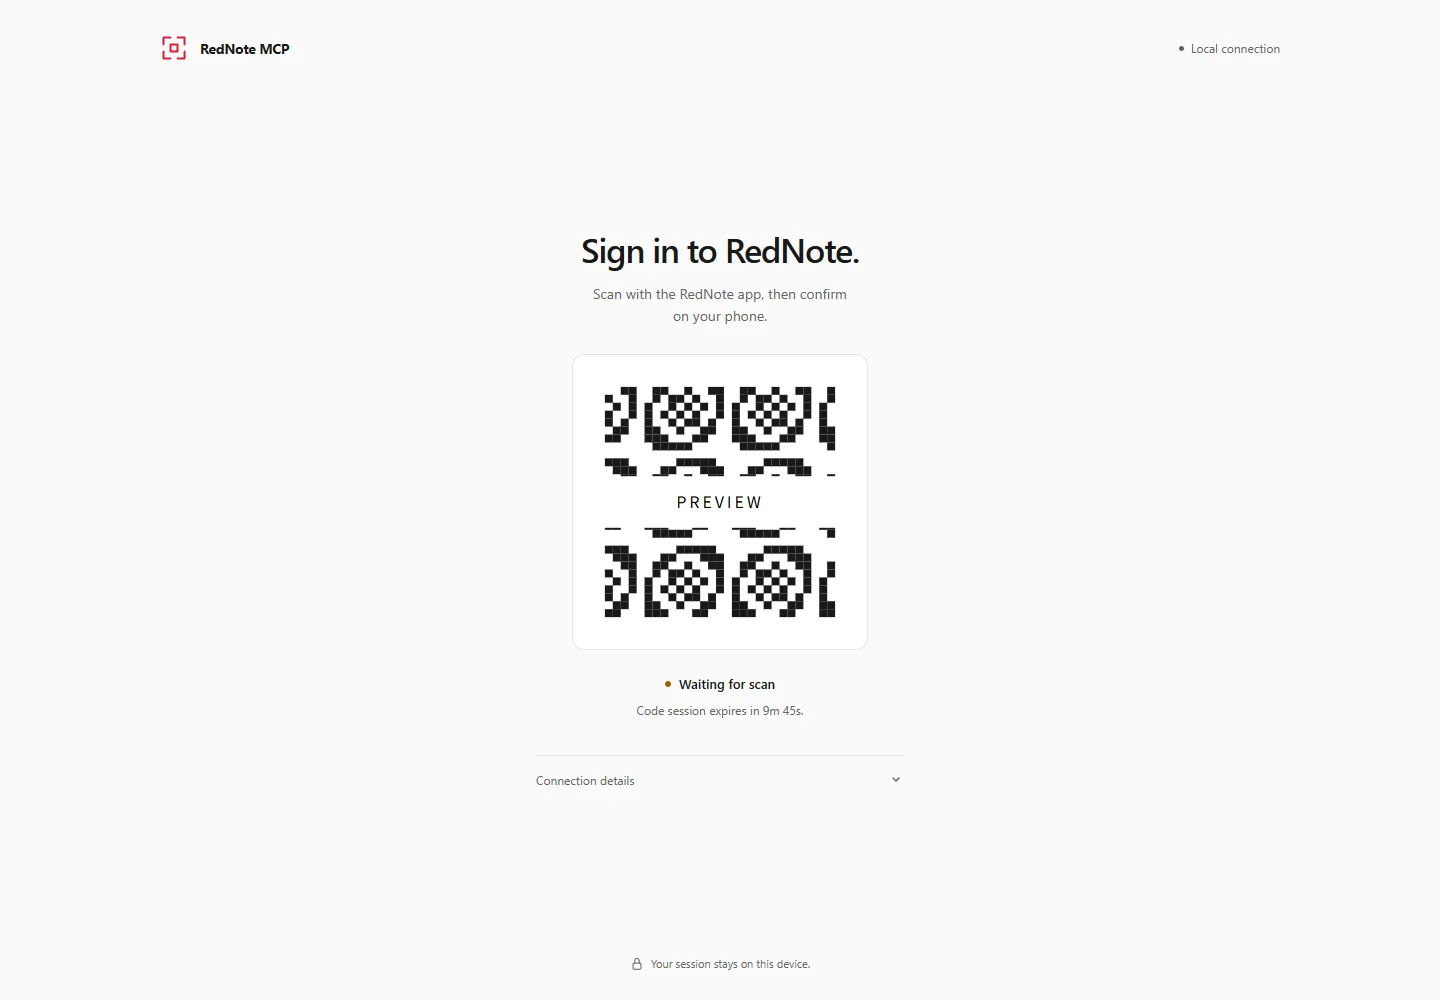 RedNote MCP
Local connection
Sign in to RedNote.
Scan with the RedNote app, then confirm
on your phone.
PREVIEW
Waiting for scan
Code session expires in 9m 45s.
Connection details
Your session stays on this device.